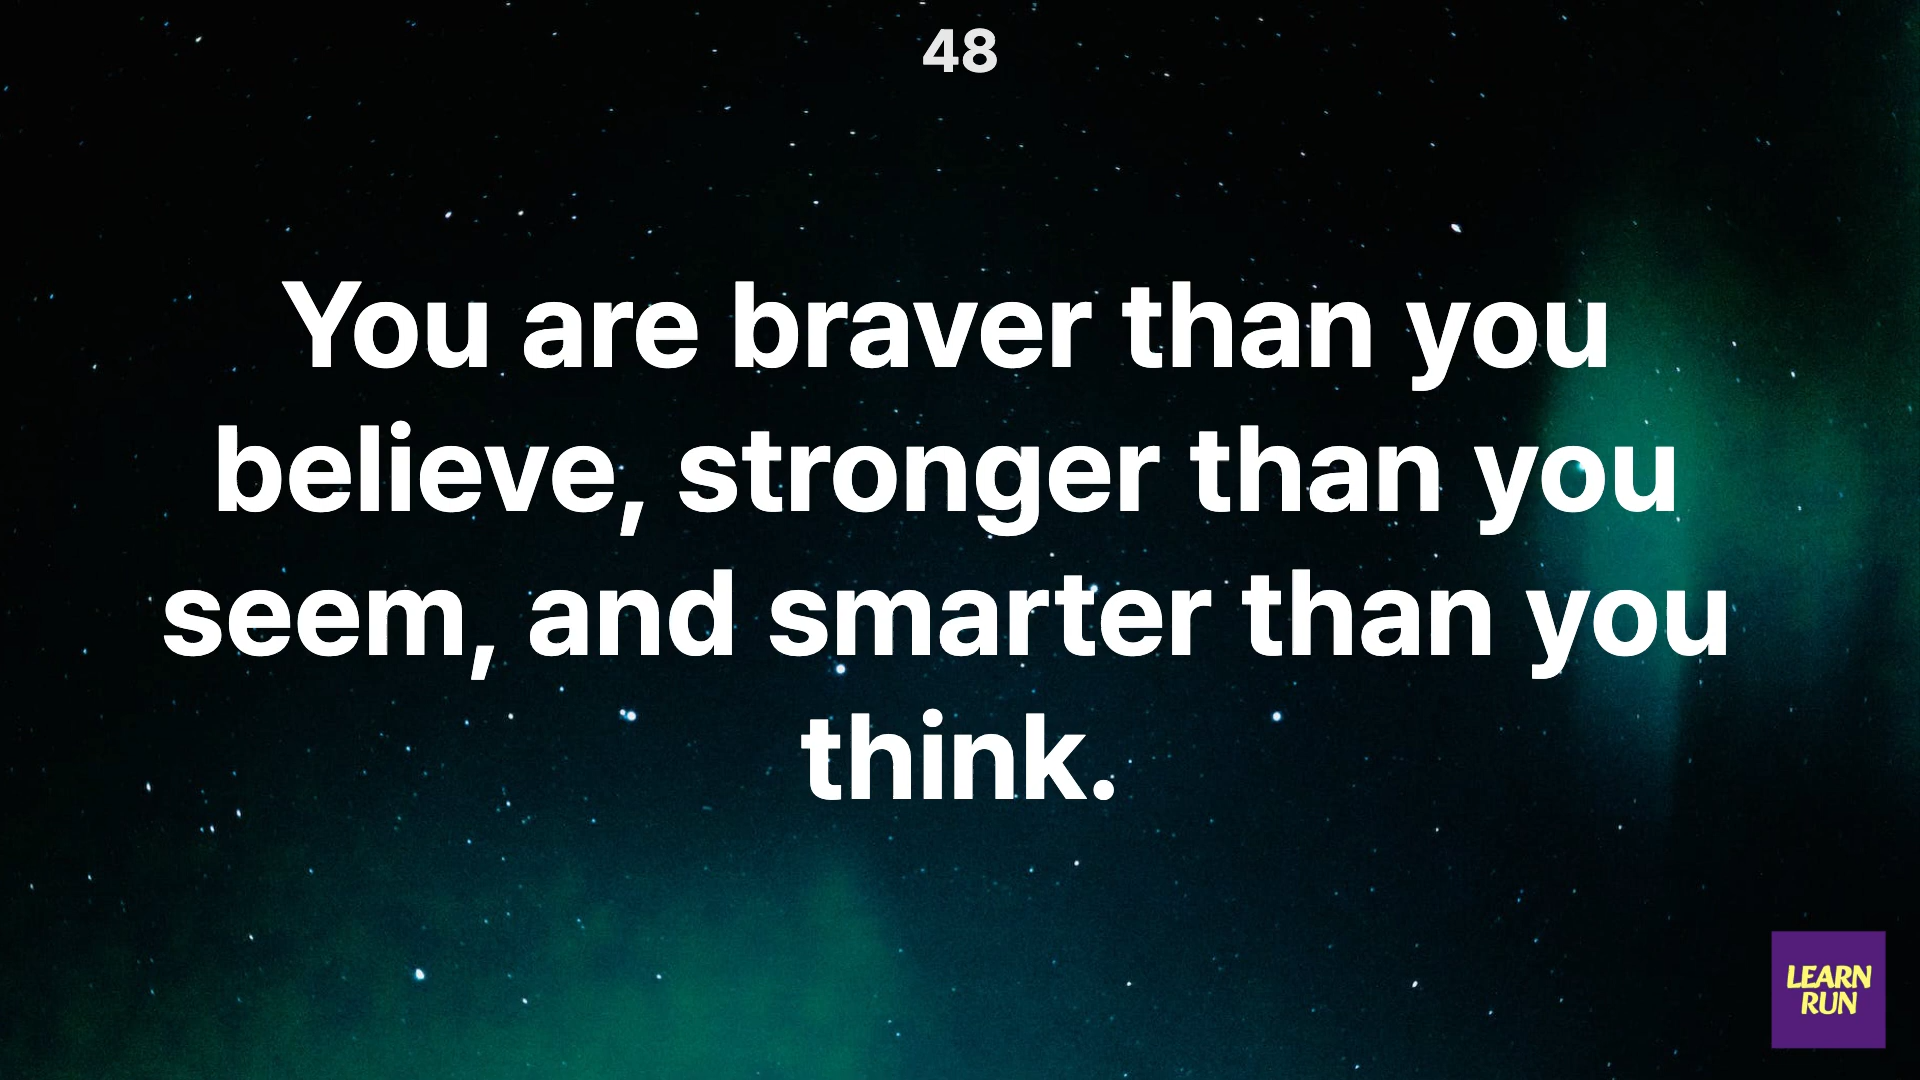 48
You are braver than you
believe, stronger than you
seem, and smarter than you
think.
LEARN
RUN